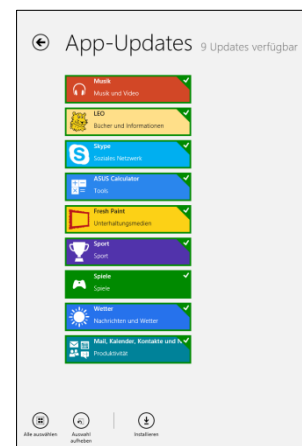 App-Updates 9 Updates verfügbar
Musik
Musik und Video
LEO
Bücher und Informationen
Skype
Soziales Netzwerk
ASUS Calculator
Tools
Fresh Paint
Unterhaltungsmedien
Sport
Sport
Spiele
Spiele
Wetter
Nachrichten und Wetter
Mail, Kalender, Kontakte und
Produktivität
Alle auswählen Auswahl aufheben Installieren